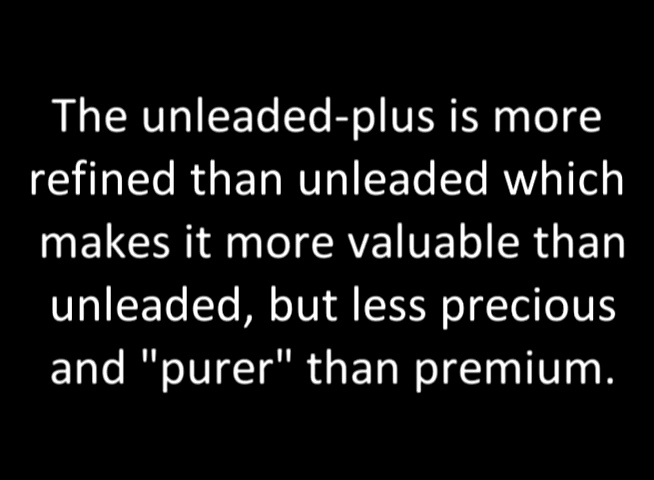 The unleaded-plus is more
refined than unleaded which
makes it more valuable than
unleaded, but less precious
and "purer" than premium.